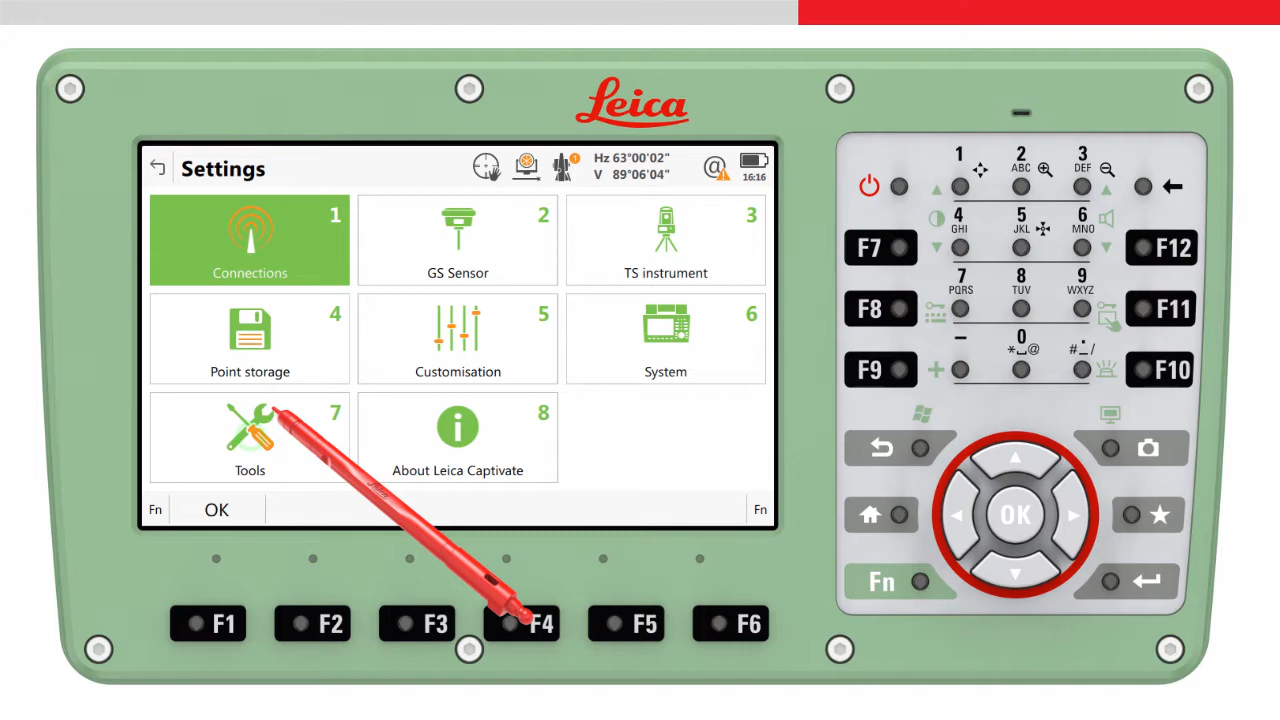 Leica
Settings
Hz 63°00'02"
V 89°06'04"
@
16:16
1
Connections
2
GS Sensor
3
TS instrument
4
Point storage
5
Customisation
6
System
7
Tools
8
About Leica Captivate
Fn
OK
Fn
F1
F2
F3
F4
F5
F6
1
2
ABC
3
DEF
4
GHI
5
JKL
6
MNO
7
PQRS
8
TUV
9
WXYZ
-
0
*⎵@
.
#_/
F7
F8
F9
F12
F11
F10
OK
Fn